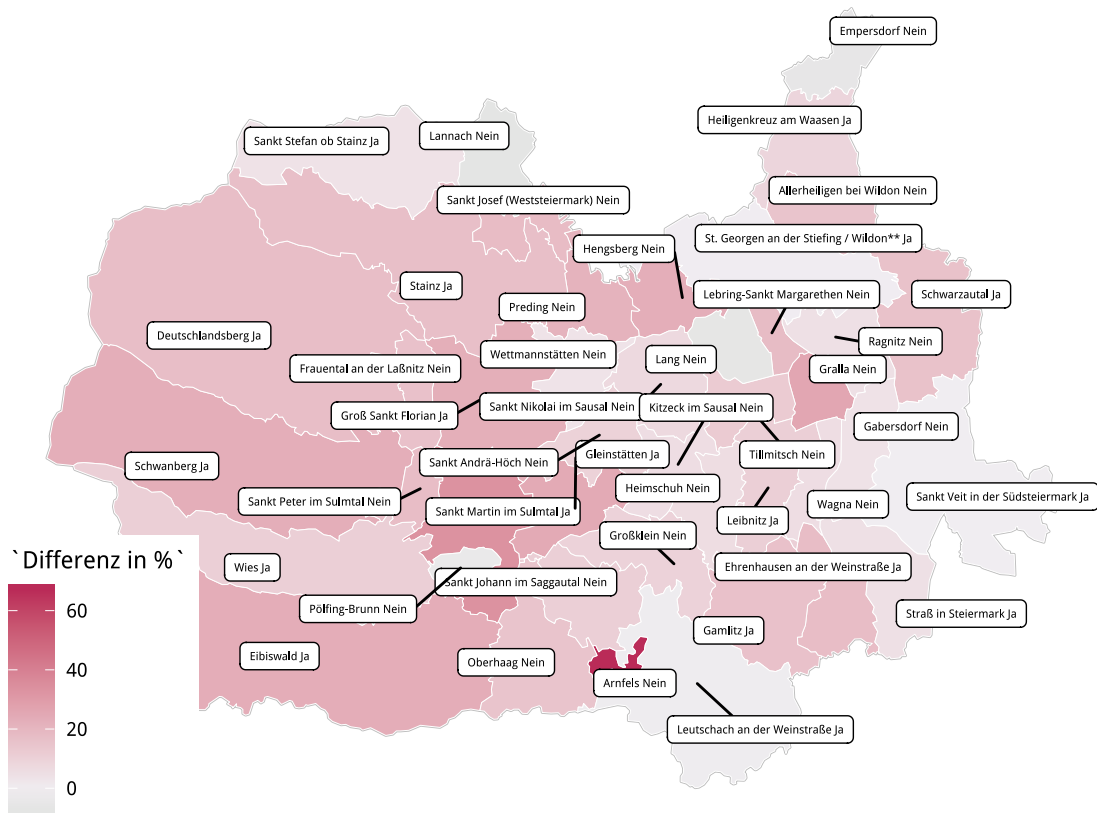 Empersdorf Nein
Heiligenkreuz am Waasen Ja
Sankt Stefan ob Stainz Ja
Lannach Nein
Allerheiligen bei Wildon Nein
Sankt Josef (Weststeiermark) Nein
St. Georgen an der Stiefing / Wildon** Ja
Hengsberg Nein
Stainz Ja
Lebring-Sankt Margarethen Nein
Schwarzautal Ja
Preding Nein
Deutschlandsberg Ja
Ragnitz Nein
Wettmannstätten Nein
Lang Nein
Frauental an der Laßnitz Nein
Gralla Nein
Groß Sankt Florian Ja
Sankt Nikolai im Sausal Nein
Kitzeck im Sausal Nein
Gabersdorf Nein
Schwanberg Ja
Sankt Andrä-Höch Nein
Gleinstätten Ja
Tillmitsch Nein
Sankt Peter im Sulmtal Nein
Heimschuh Nein
Sankt Veit in der Südsteiermark Ja
Sankt Martin im Sulmtal Ja
Leibnitz Ja
Wagna Nein
Großklein Nein
`Differenz in %`
Wies Ja
Sankt Johann im Saggautal Nein
Ehrenhausen an der Weinstraße Ja
60
Pölfing-Brunn Nein
Straß in Steiermark Ja
Gamlitz Ja
40
Eibiswald Ja
Oberhaag Nein
Arnfels Nein
20
Leutschach an der Weinstraße Ja
0